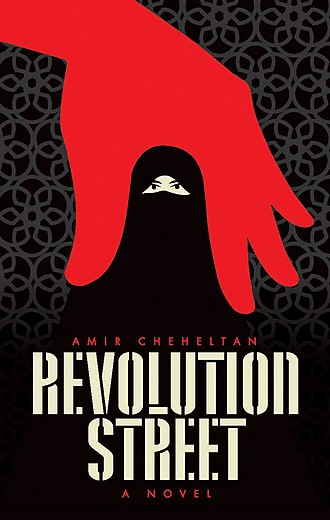 AMIR CHEHELTAN
REVOLUTION
STREET
A NOVEL